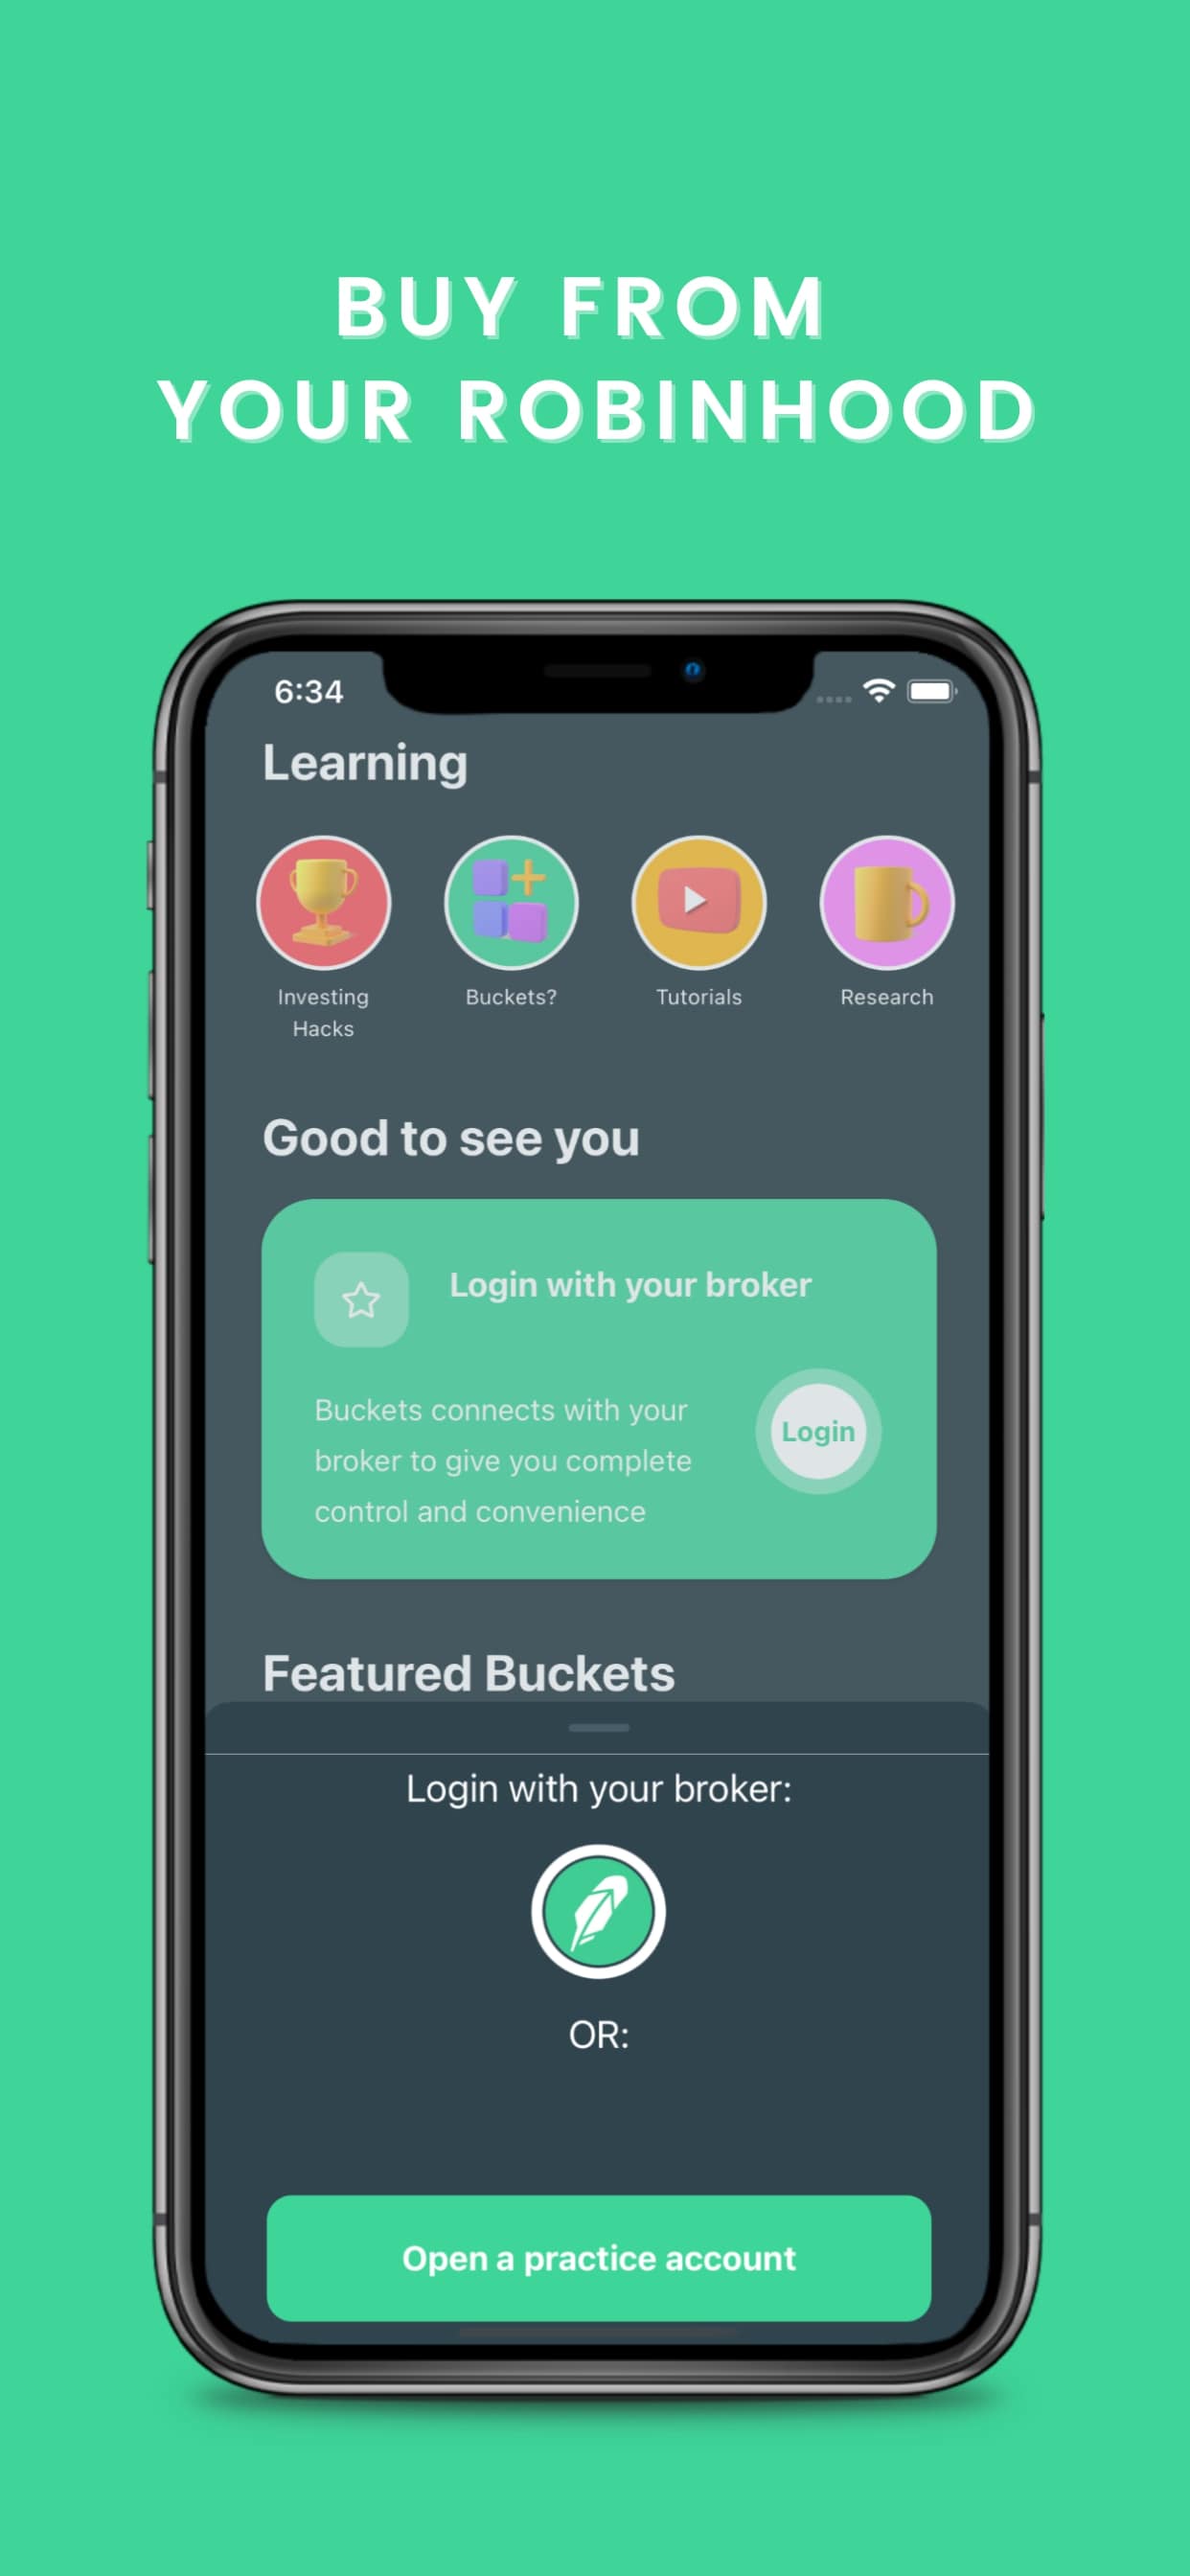 BUY FROM
YOUR ROBINHOOD
6:34
Learning
Investing
Hacks
Buckets?
Tutorials
Research
Good to see you
Login with your broker
Buckets connects with your
broker to give you complete
control and convenience
Login
Featured Buckets
Login with your broker:
OR:
Open a practice account